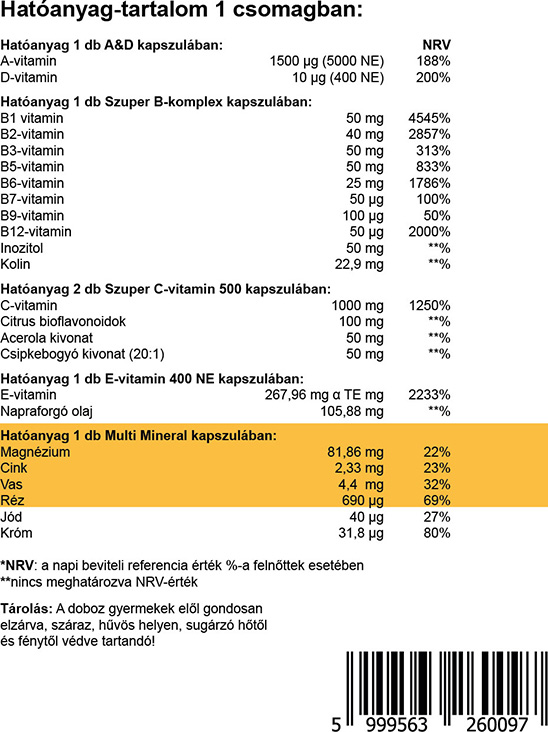 Hatóanyag-tartalom 1 csomagban:
Hatóanyag 1 db A&D kapszulában: NRV
A-vitamin 1500 µg (5000 NE) 188%
D-vitamin 10 µg (400 NE) 200%
Hatóanyag 1 db Szuper B-komplex kapszulában:
B1 vitamin 50 mg 4545%
B2-vitamin 40 mg 2857%
B3-vitamin 50 mg 313%
B5-vitamin 50 mg 833%
B6-vitamin 25 mg 1786%
B7-vitamin 50 µg 100%
B9-vitamin 100 µg 50%
B12-vitamin 50 µg 2000%
Inozitol 50 mg **%
Kolin 22,9 mg **%
Hatóanyag 2 db Szuper C-vitamin 500 kapszulában:
C-vitamin 1000 mg 1250%
Citrus bioflavonoidok 100 mg **%
Acerola kivonat 50 mg **%
Csipkebogyó kivonat (20:1) 50 mg **%
Hatóanyag 1 db E-vitamin 400 NE kapszulában:
E-vitamin 267,96 mg α TE mg 2233%
Napraforgó olaj 105,88 mg **%
Hatóanyag 1 db Multi Mineral kapszulában:
Magnézium 81,86 mg 22%
Cink 2,33 mg 23%
Vas 4,4 mg 32%
Réz 690 µg 69%
Jód 40 µg 27%
Króm 31,8 µg 80%
*NRV: a napi beviteli referencia érték %-a felnőttek esetében
**nincs meghatározva NRV-érték
Tárolás: A doboz gyermekek elől gondosan
elzárva, száraz, hűvös helyen, sugárzó hőtől
és fénytől védve tartandó!
5 999563 260097